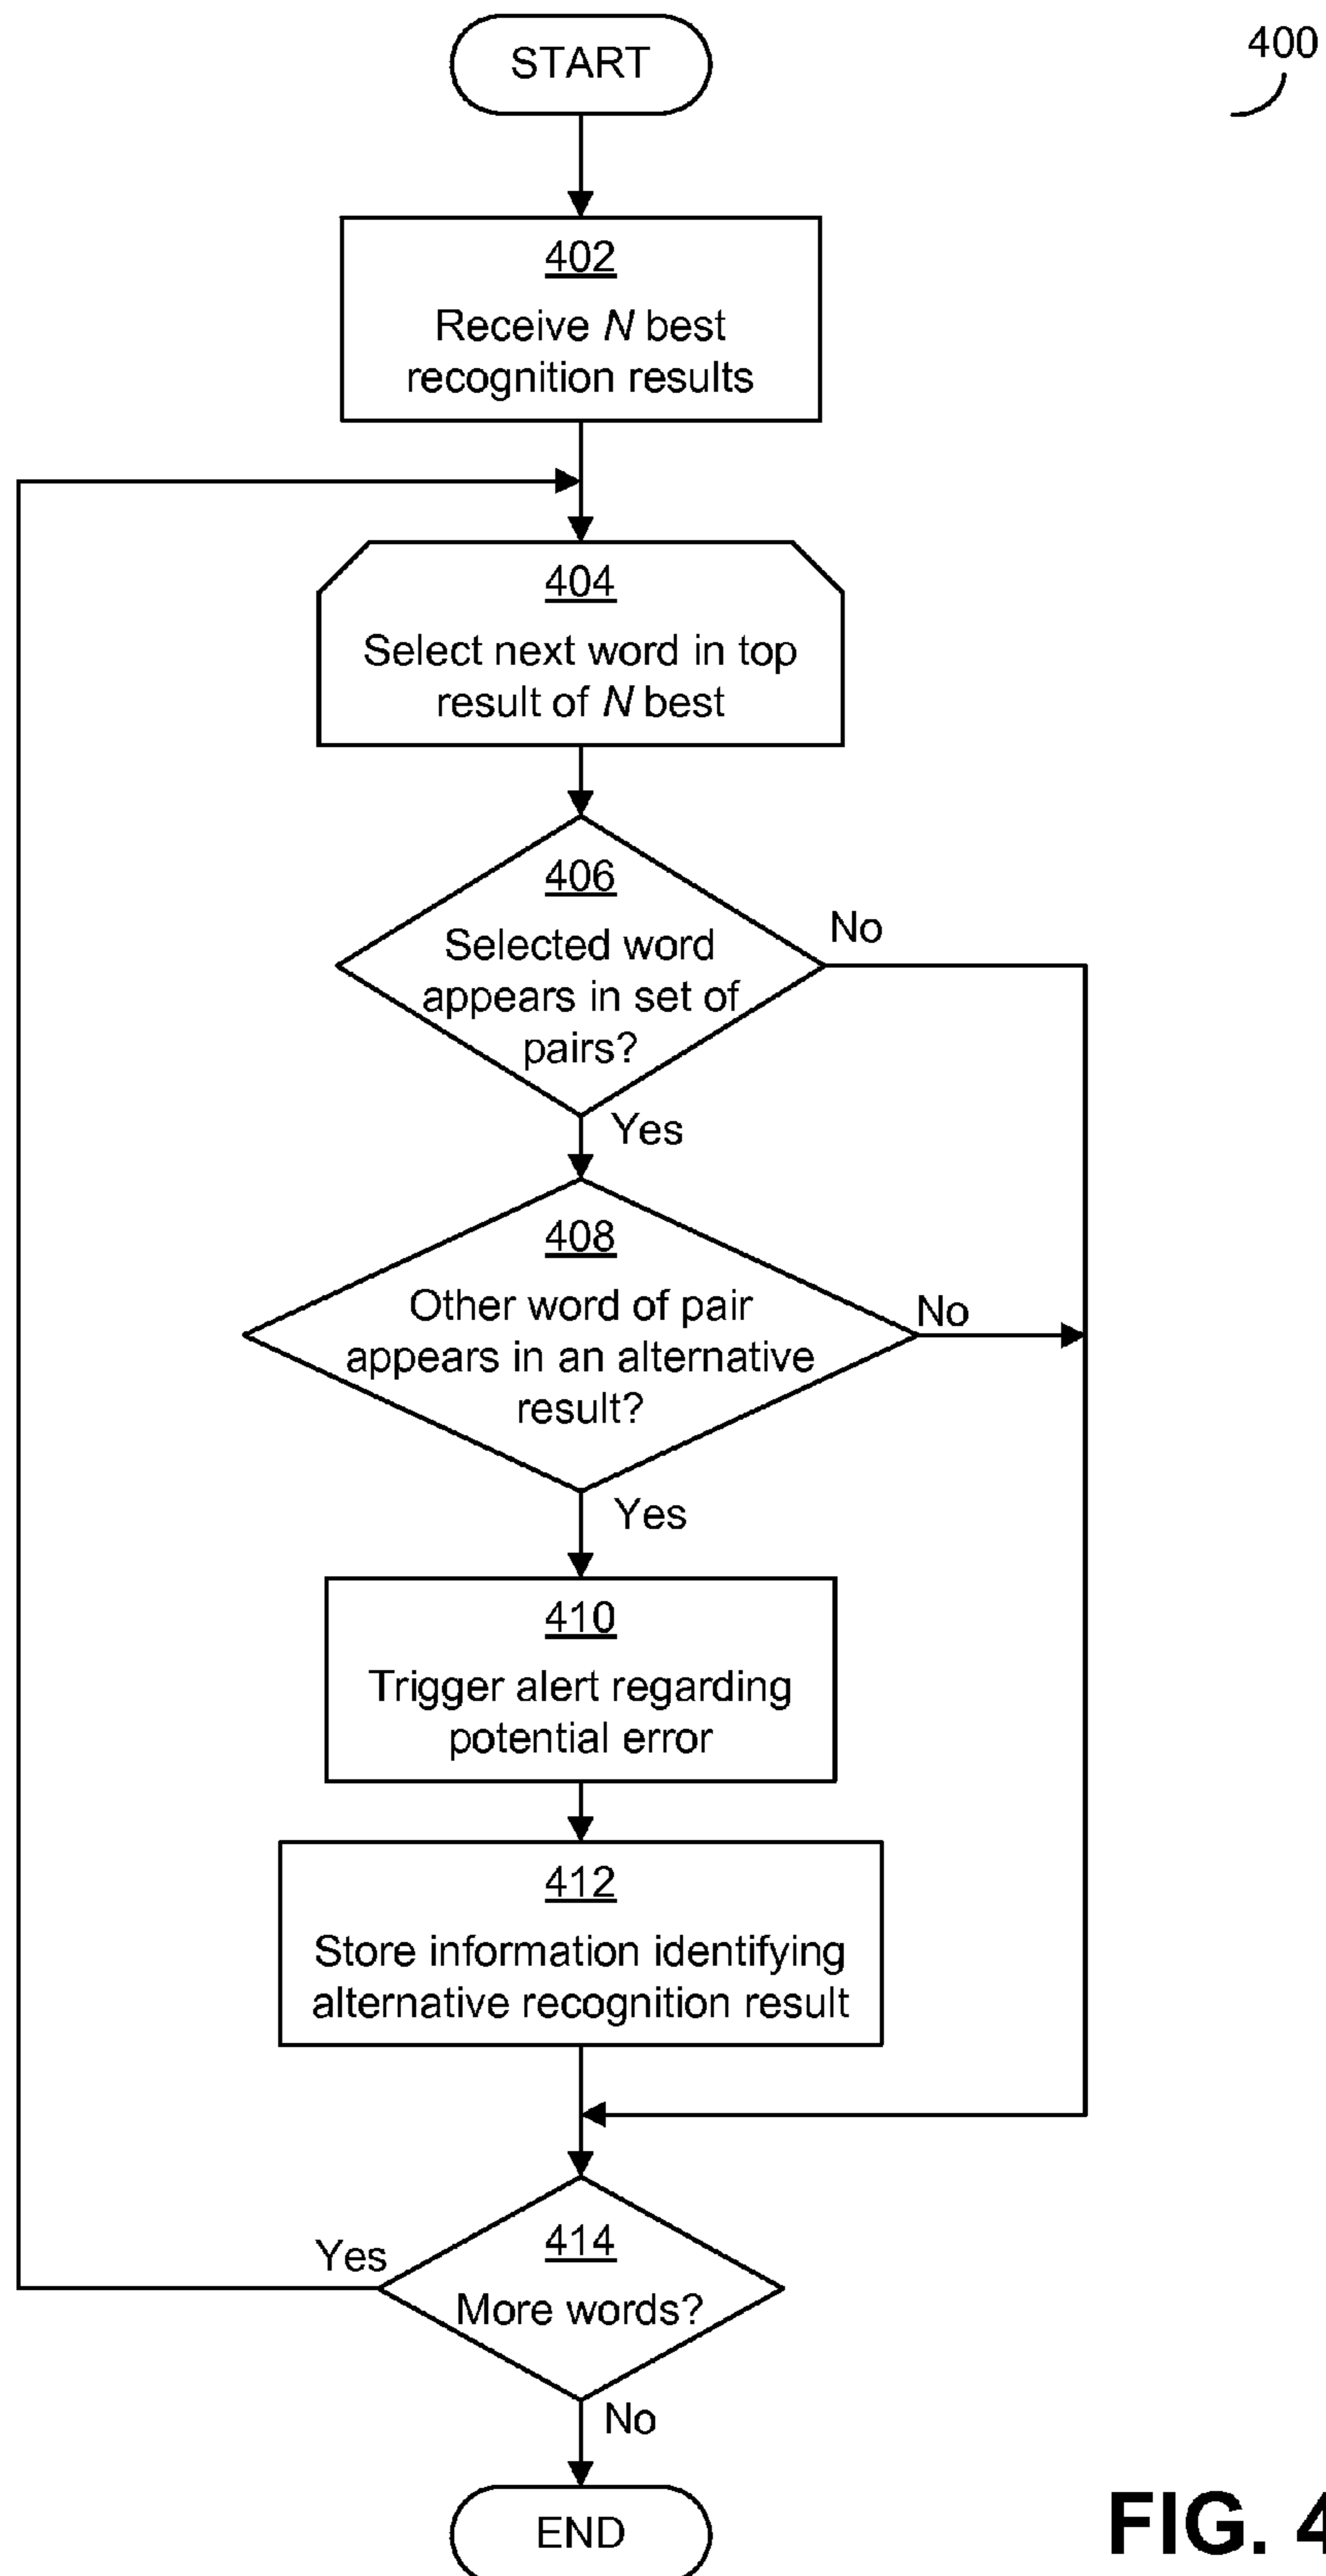 START
400
402
Receive N best
recognition results
404
Select next word in top
result of N best
406
Selected word
appears in set of
pairs?
No
Yes
408
Other word of pair
appears in an alternative
result?
No
Yes
410
Trigger alert regarding
potential error
412
Store information identifying
alternative recognition result
414
More words?
Yes
No
END
FIG. 4